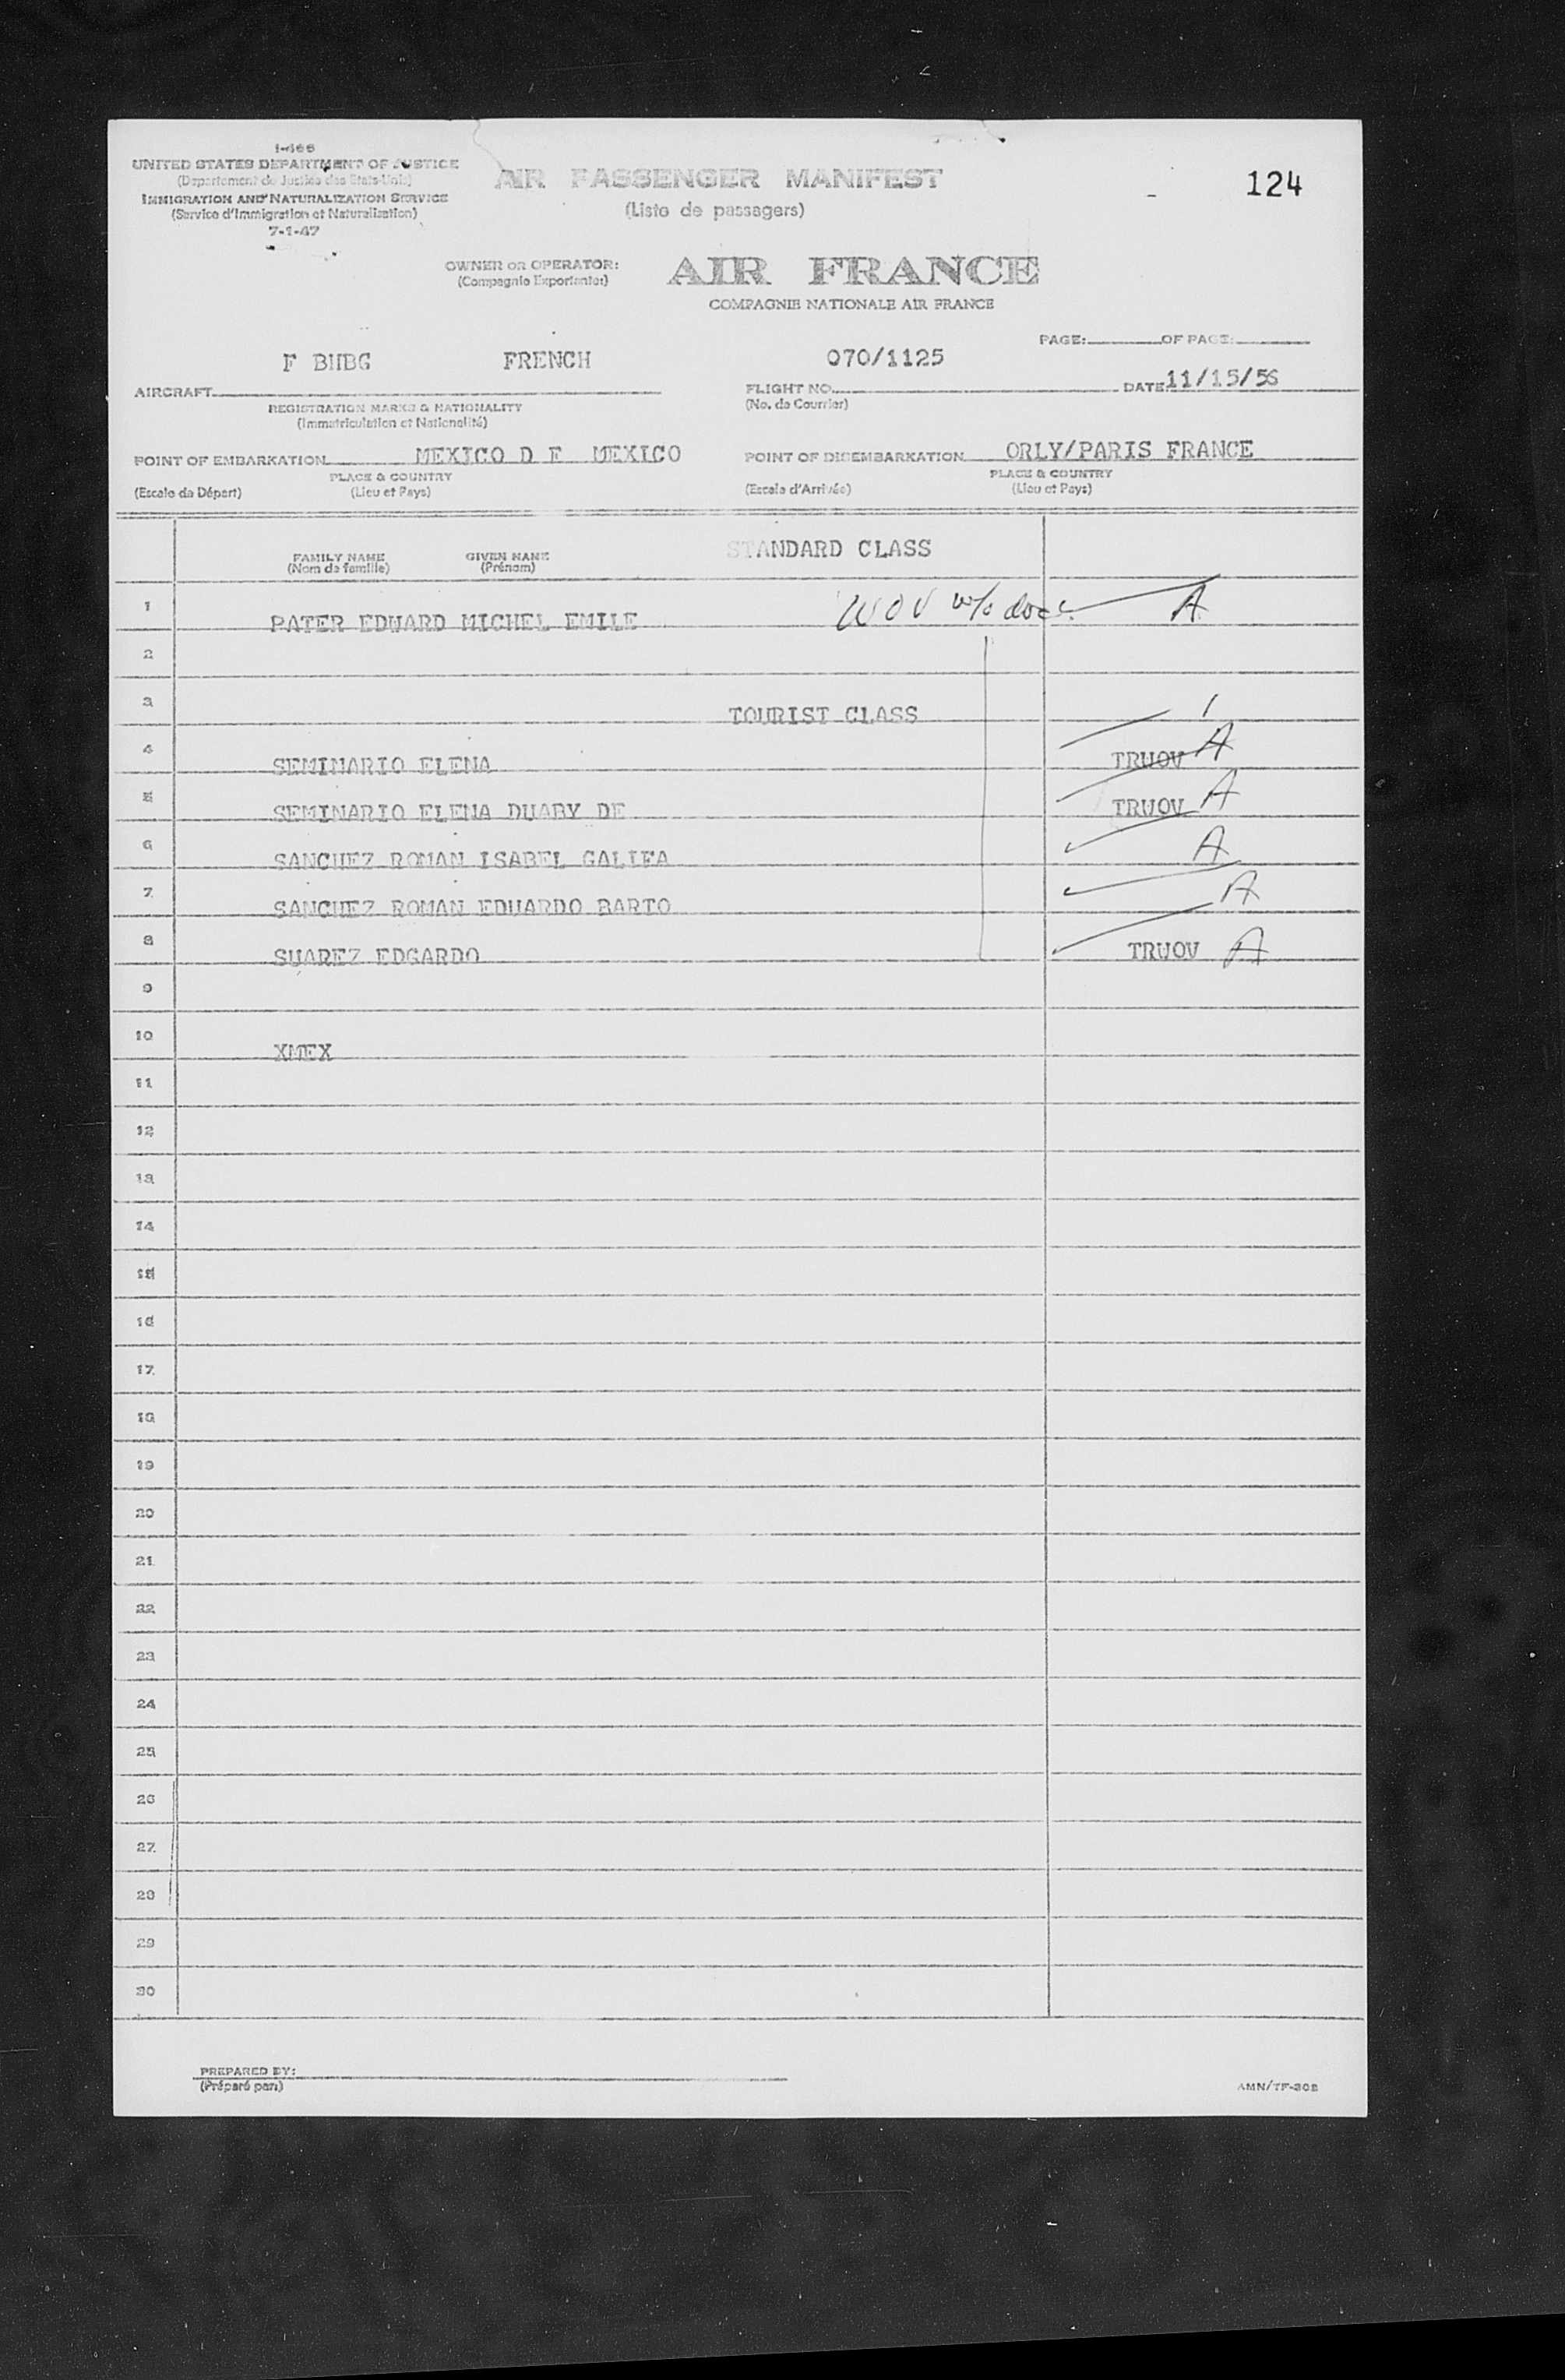 I-466
UNITED STATES DEPARTMENT OF JUSTICE
(Departement de Justice des Etats-Unis)
IMMIGRATION AND NATURALIZATION SERVICE
(Service d'Immigration et Naturalisation)
7-1-47
AIR PASSENGER MANIFEST
(Liste de passagers)
124
OWNER OR OPERATOR: AIR FRANCE
(Compagnie Exportante:)
COMPAGNIE NATIONALE AIR FRANCE
PAGE: OF PAGE:
AIRCRAFT F BHBG FRENCH
REGISTRATION MARKS & NATIONALITY
(Immatriculation et Nationalité)
FLIGHT NO. 070/1125
(No. de Courrier)
DATE 11/15/56
POINT OF EMBARKATION MEXICO D F MEXICO
PLACE & COUNTRY
(Escale de Départ) (Lieu et Pays)
POINT OF DISEMBARKATION ORLY/PARIS FRANCE
PLACE & COUNTRY
(Escale d'Arrivée) (Lieu et Pays)
FAMILY NAME GIVEN NAME STANDARD CLASS
(Nom de famille) (Prénom)
1 PATER EDWARD MICHEL EMILE WOV w/o docs. A
2
3 TOURIST CLASS
4 SEMINARIO ELENA TRWOV A
5 SEMINARIO ELENA DUABY DE TRWOV A
6 SANCHEZ ROMAN ISABEL GALIFA A
7 SANCHEZ ROMAN EDUARDO BARTO A
8 SUAREZ EDGARDO TRWOV A
9
10 XMEX
11
12
13
14
15
16
17
18
19
20
21
22
23
24
25
26
27
28
29
30
PREPARED BY:
(Préparé par:)
AMN/TF-302